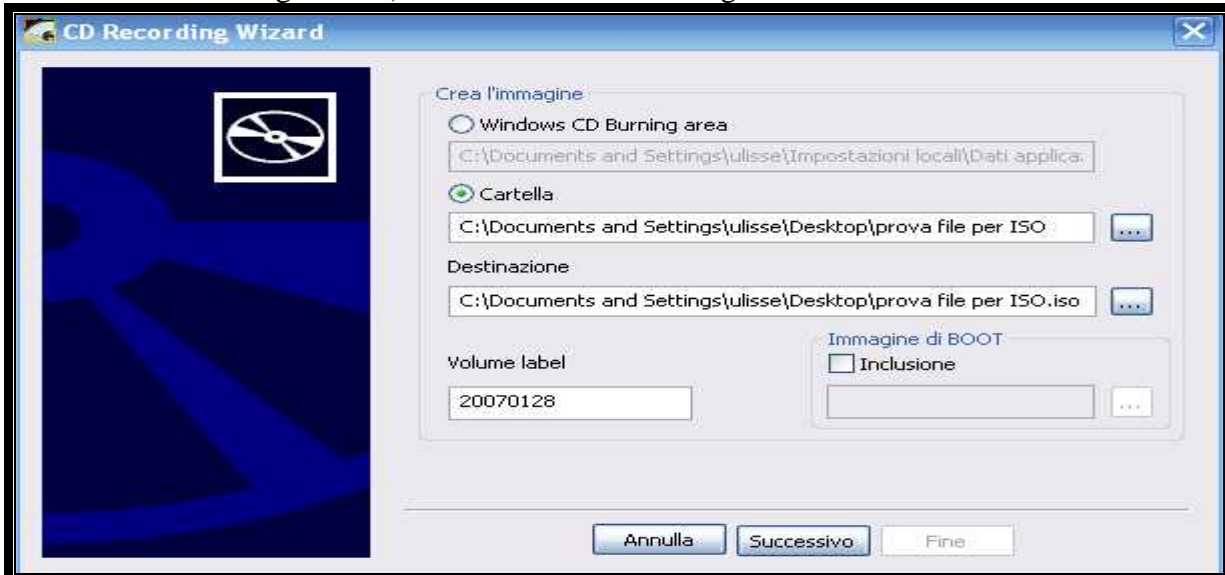 CD Recording Wizard
Crea l'immagine
Windows CD Burning area
C:\Documents and Settings\ulisse\Impostazioni locali\Dati applica
Cartella
C:\Documents and Settings\ulisse\Desktop\prova file per ISO
...
Destinazione
C:\Documents and Settings\ulisse\Desktop\prova file per ISO.iso
...
Volume label
20070128
Immagine di BOOT
Inclusione
...
Annulla Successivo Fine